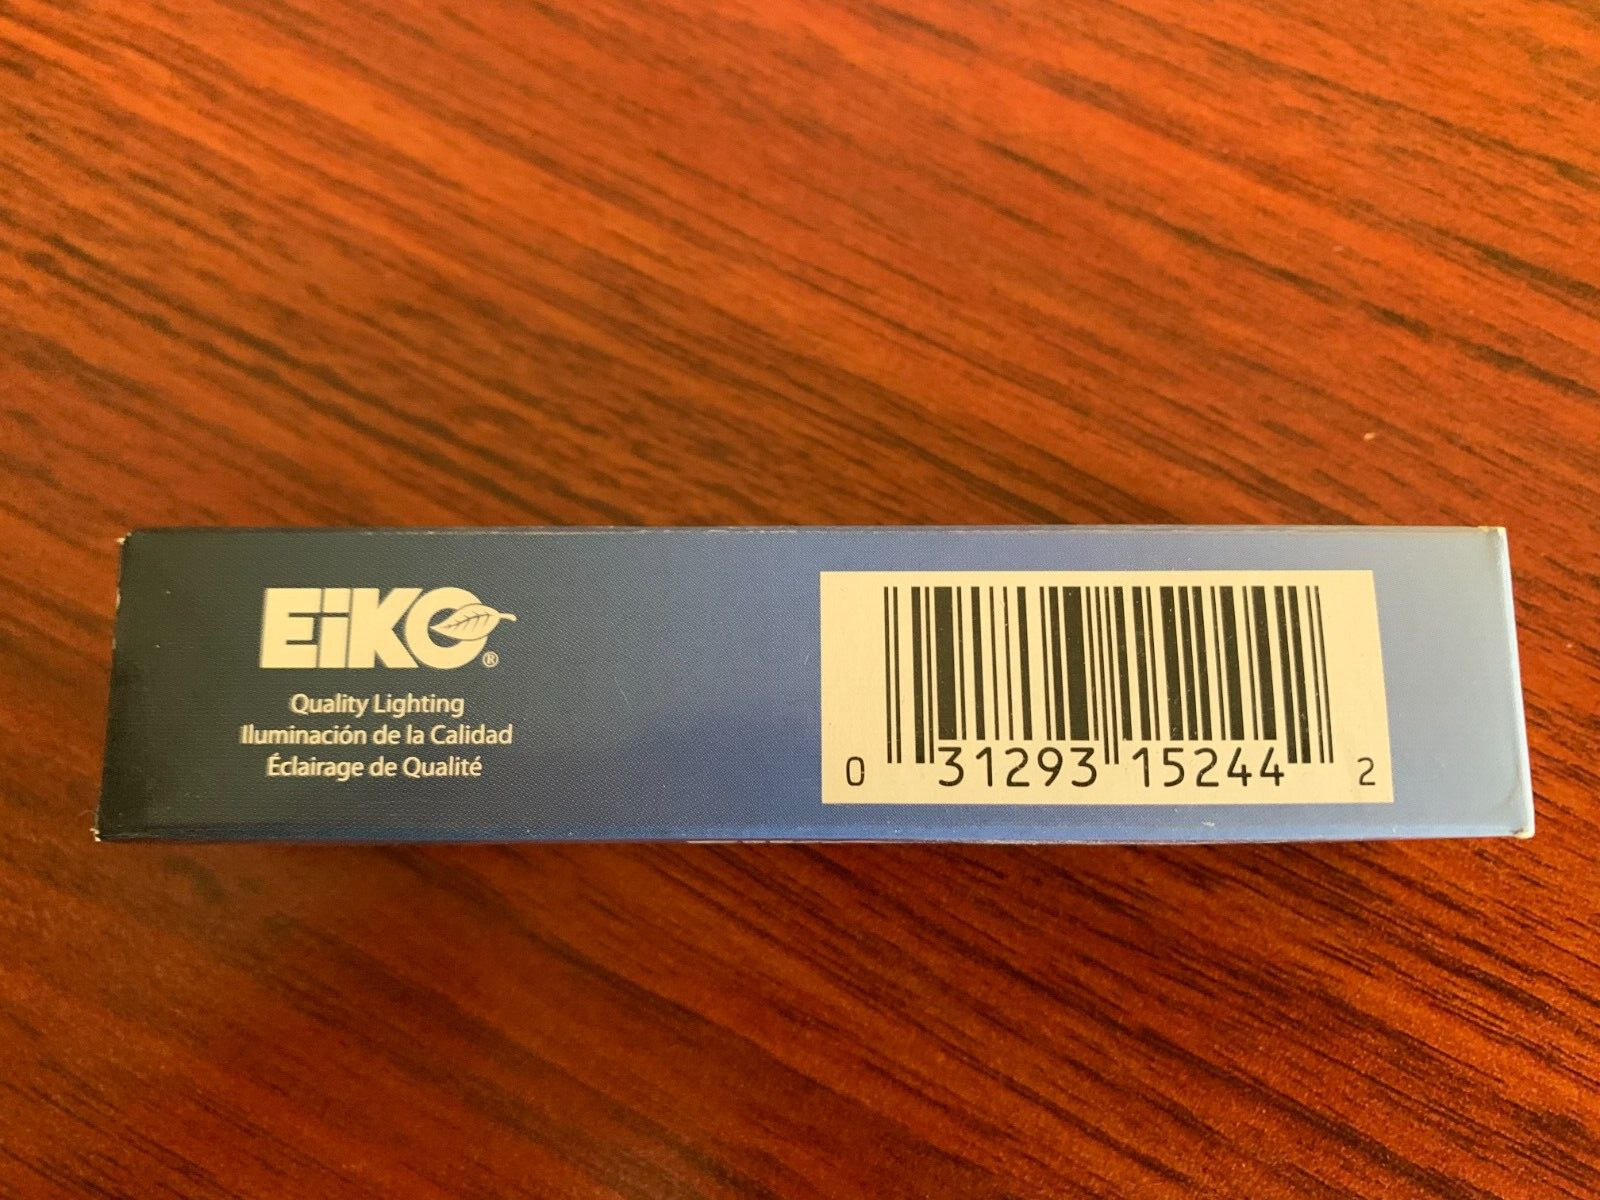 EiKO®
Quality Lighting
Iluminación de la Calidad
Éclairage de Qualité
0 31293 15244 2